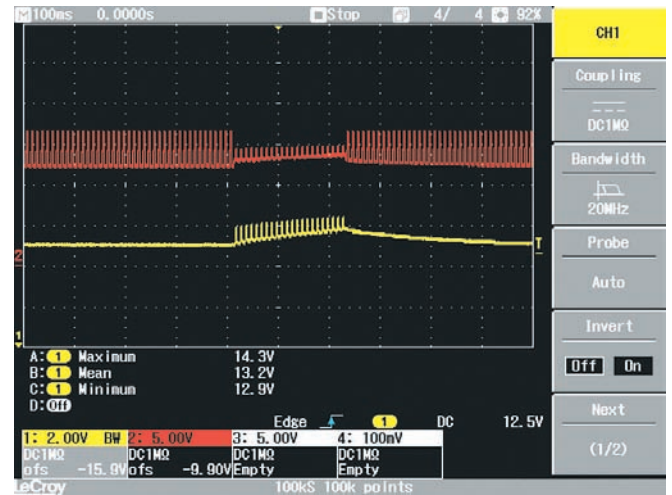 M 100ms 0.0000s Stop 4/ 4 92%
CH1
Coupling
DC1MΩ
Bandwidth
20MHz
Probe
Auto
Invert
Off On
Next
(1/2)
T
2
1
A: 1 Maximum 14.3V
B: 1 Mean 13.2V
C: 1 Minimum 12.9V
D: Off
Edge 1 DC 12.5V
1: 2.00V BW 2: 5.00V 3: 5.00V 4: 100mV
DC1MΩ DC1MΩ DC1MΩ DC1MΩ
ofs -15.9V ofs -9.90V Empty Empty
LeCroy 100kS 100k points